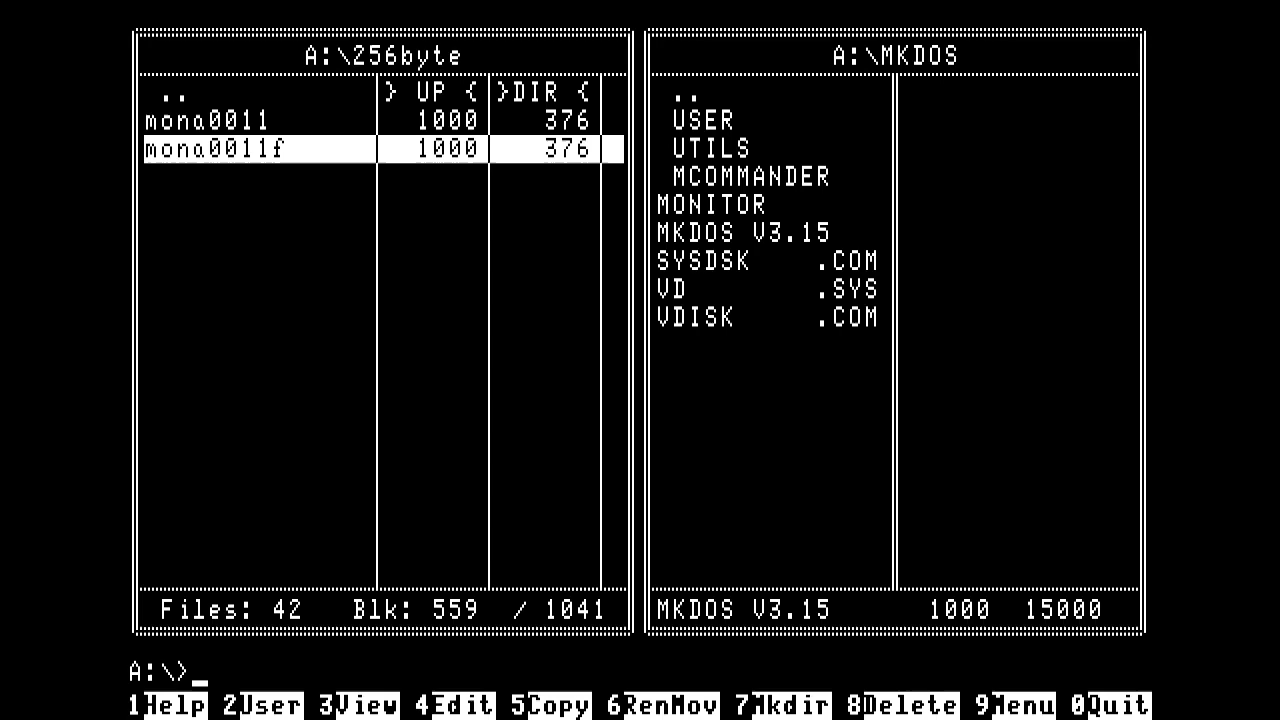 A:\256byte
.. } UP { }DIR {
mona0011 1000 376
mona0011f 1000 376
Files: 42 Blk: 559 / 1041
A:\MKDOS
..
USER
UTILS
MCOMMANDER
MONITOR
MKDOS V3.15
SYSDSK .COM
VD .SYS
VDISK .COM
MKDOS V3.15 1000 15000
A:\>_
1Help 2User 3View 4Edit 5Copy 6RenMov 7Mkdir 8Delete 9Menu 0Quit